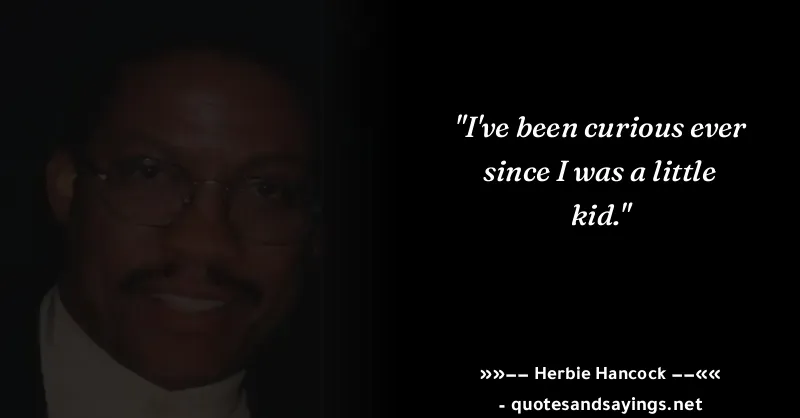 "I've been curious ever
since I was a little
kid."
»»−− Herbie Hancock −−««
- quotesandsayings.net